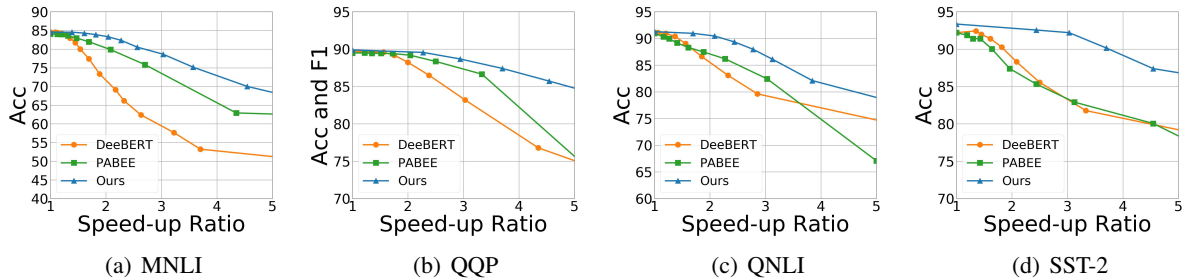 Acc
85
80
75
70
65
60
55
50
45
40
DeeBERT
PABEE
Ours
1 2 3 4 5
Speed-up Ratio
(a) MNLI
Acc and F1
95
90
85
80
75
70
DeeBERT
PABEE
Ours
1 2 3 4 5
Speed-up Ratio
(b) QQP
Acc
95
90
85
80
75
70
65
60
DeeBERT
PABEE
Ours
1 2 3 4 5
Speed-up Ratio
(c) QNLI
Acc
95
90
85
80
75
70
DeeBERT
PABEE
Ours
1 2 3 4 5
Speed-up Ratio
(d) SST-2